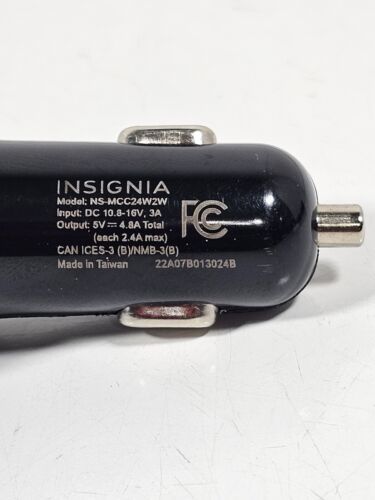 INSIGNIA
Model: NS-MCC24W2W
Input: DC 10.8-16V, 3A
Output: 5V⎓4.8A Total
(each 2.4A max)
FC
CAN ICES-3 (B)/NMB-3(B)
Made in Taiwan 22A07B013024B